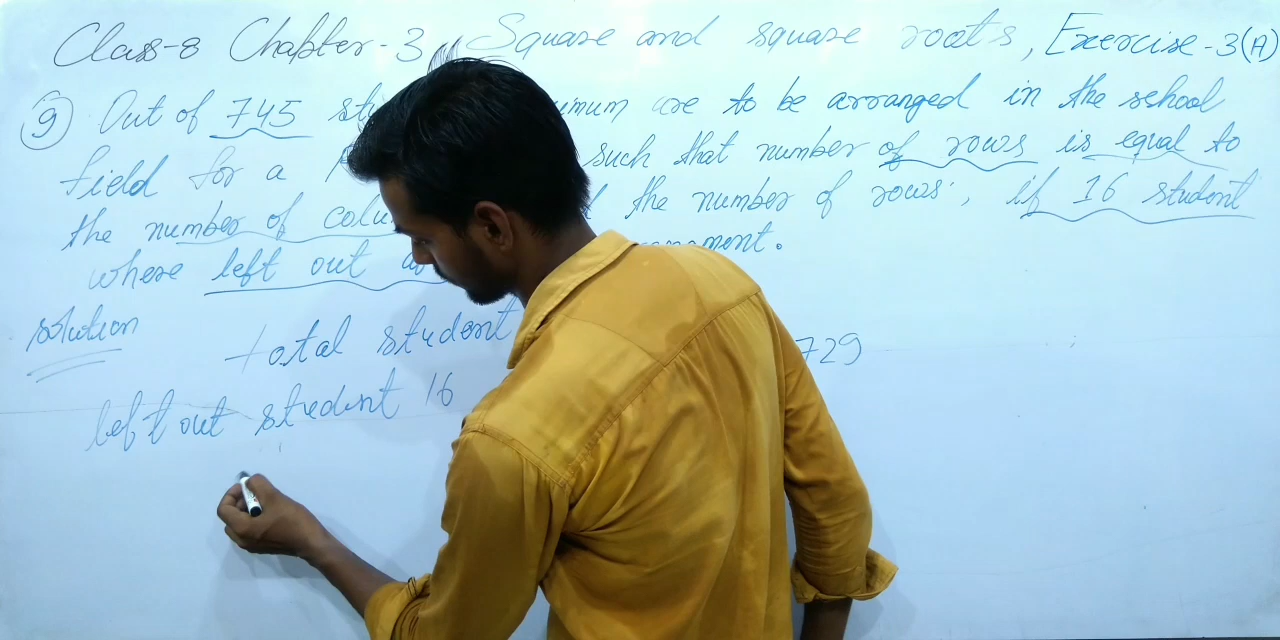 Class-8 Chapter-3, Square and square roots, Exercise-3(A)
9) Out of 745 are to be arranged in the school
field for a such that number of rows is equal to
the number of the number of rows, if 16 student
where left out
solution
total student 729
left out student 16